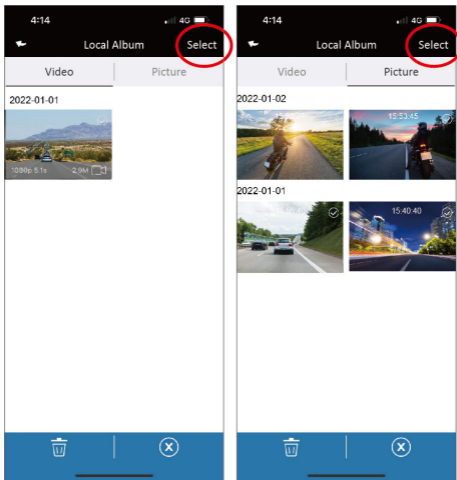 4:14
4G
Local Album
Select
Video
Picture
2022-01-01
1080p 5.1s
2.9M
4:14
4G
Local Album
Select
Video
Picture
2022-01-02
15:53:45
2022-01-01
15:40:40